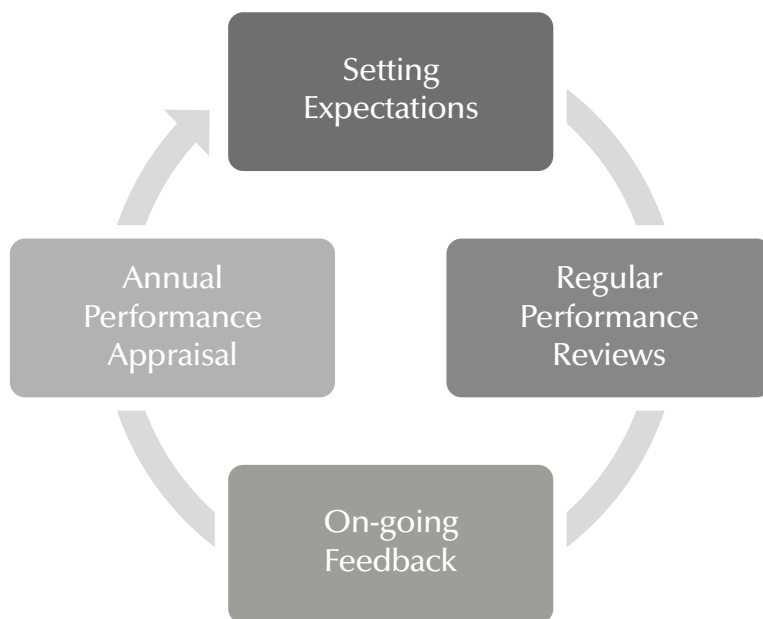 Setting
Expectations
Regular
Performance
Reviews
On-going
Feedback
Annual
Performance
Appraisal